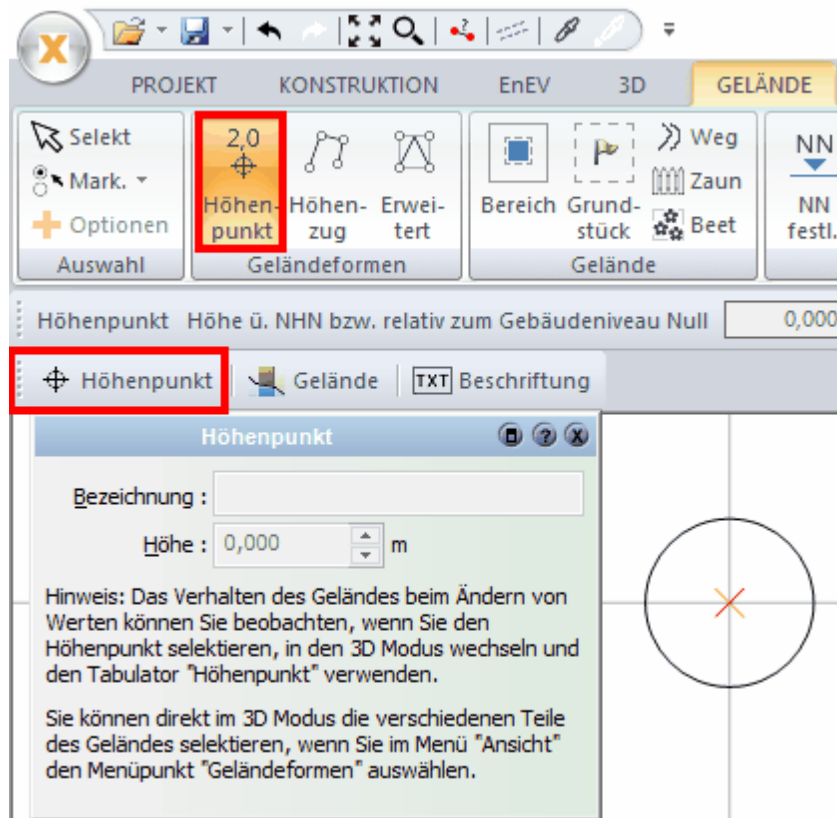 X
PROJEKT KONSTRUKTION EnEV 3D GELÄNDE
Selekt
Mark.
Optionen
Auswahl
2,0
Höhen-
punkt
Höhen-
zug
Erwei-
tert
Geländeformen
Bereich
Grund-
stück
Weg
Zaun
Beet
Gelände
NN
NN
festl.
Höhenpunkt Höhe ü. NHN bzw. relativ zum Gebäudeniveau Null 0,000
Höhenpunkt Gelände TXT Beschriftung
Höhenpunkt
Bezeichnung :
Höhe : 0,000 m
Hinweis: Das Verhalten des Geländes beim Ändern von
Werten können Sie beobachten, wenn Sie den
Höhenpunkt selektieren, in den 3D Modus wechseln und
den Tabulator "Höhenpunkt" verwenden.
Sie können direkt im 3D Modus die verschiedenen Teile
des Geländes selektieren, wenn Sie im Menü "Ansicht"
den Menüpunkt "Geländeformen" auswählen.